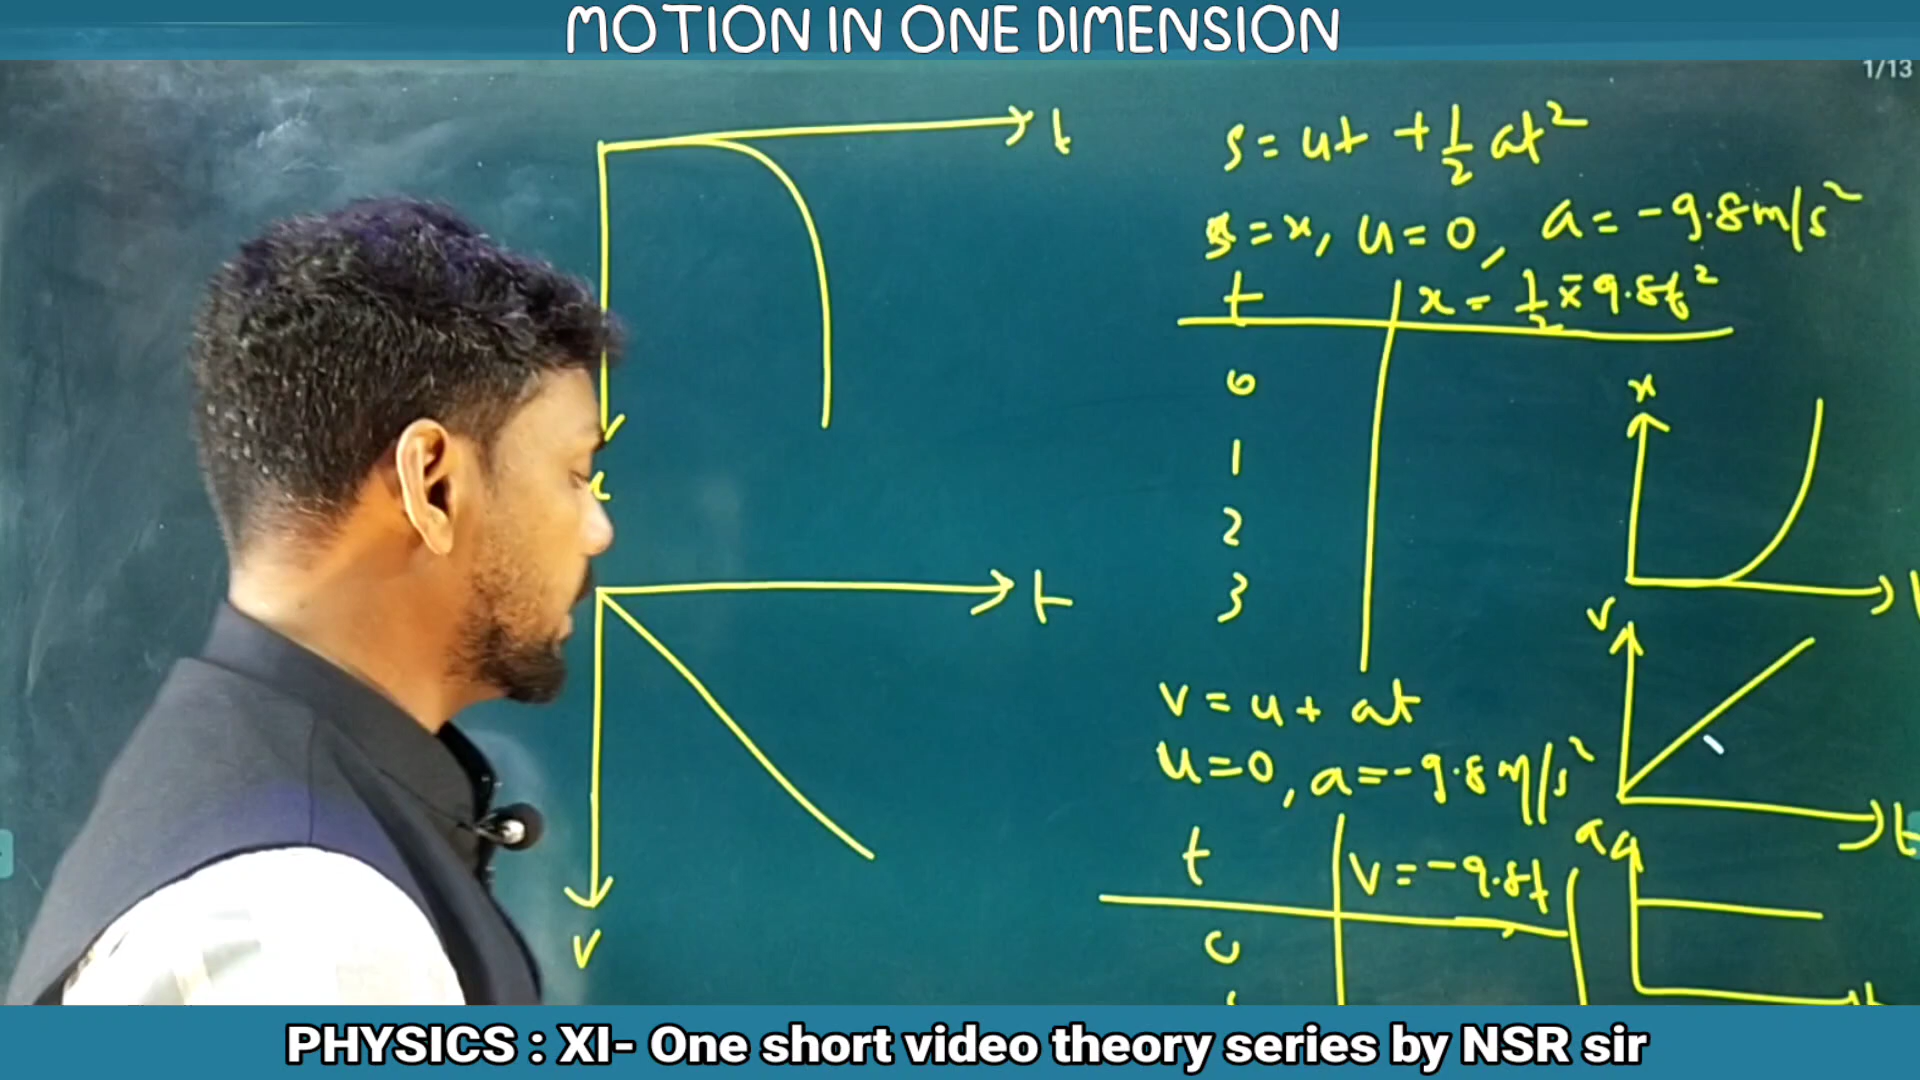 MOTION IN ONE DIMENSION
1/13
t
s = ut + 1/2 at²
s = x, u = 0, a = -9.8m/s²
t x = 1/2 x̄ 9.8t²
0
x
1
2
3
t
v
v = u + at
u = 0, a = -9.8 m/s²
t
a
t v = -9.8t
0
v
PHYSICS : XI- One short video theory series by NSR sir